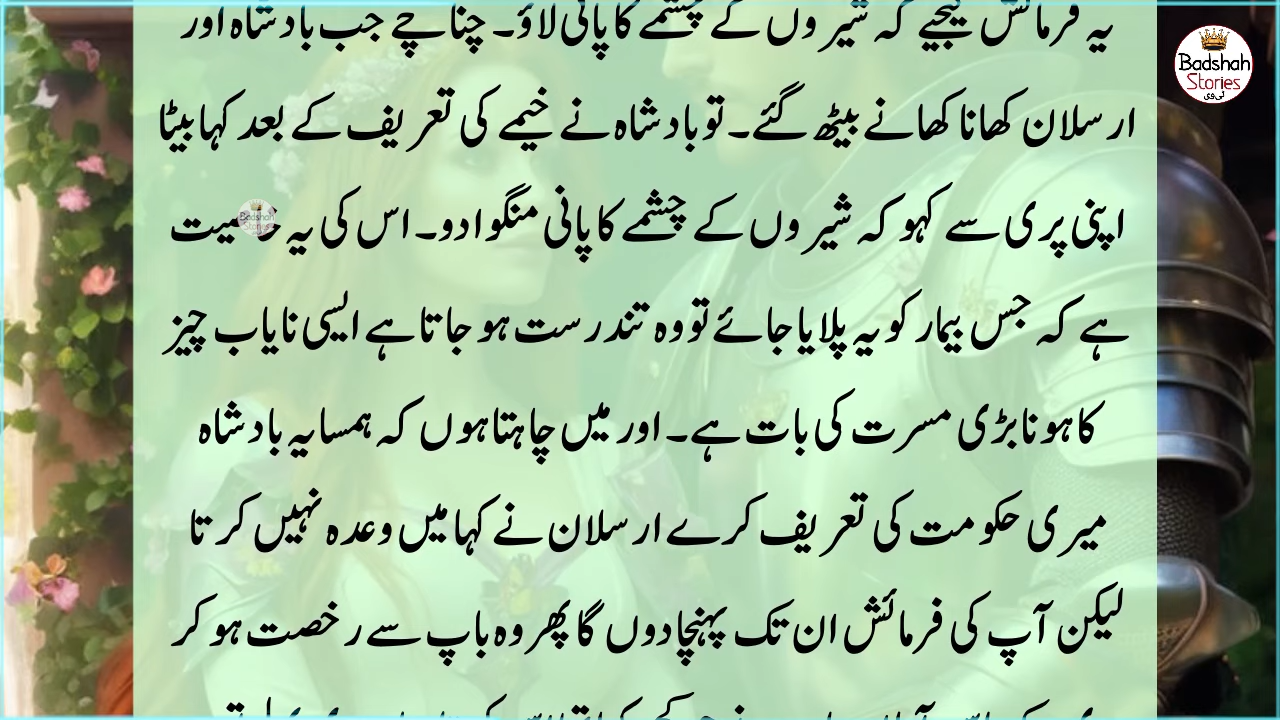 یہ فرمائش کیجیے کہ شیروں کے چشمے کا پانی لاؤ۔ چناچے جب بادشاہ اور
Badshah
Stories
ٹی وی
ارسلان کھانا کھانے بیٹھ گئے۔ تو بادشاہ نے خیمے کی تعریف کے بعد کہا بیٹا
اپنی پری سے کہو کہ شیروں کے چشمے کا پانی منگوا دو۔ اس کی یہ
Badshah
Stories
ہے کہ جس بیمار کو یہ پلایا جائے تو وہ تندرست ہو جاتا ہے ایسی نایاب چیز
کا ہونا بڑی مسرت کی بات ہے۔ اور میں چاہتا ہوں کہ ہمسایہ بادشاہ
میری حکومت کی تعریف کرے ارسلان نے کہا میں وعدہ نہیں کرتا
لیکن آپ کی فرمائش ان تک پہنچا دوں گا پھر وہ باپ سے رخصت ہو کر